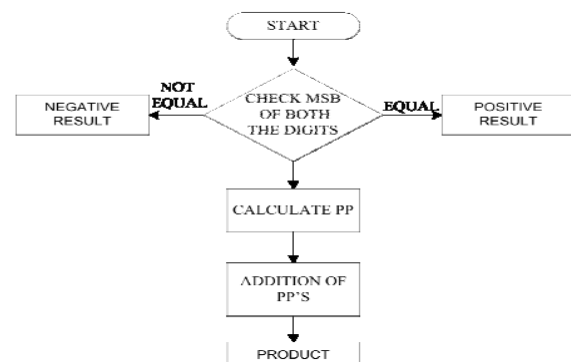 START
NOT
EQUAL
CHECK MSB
OF BOTH
THE DIGITS
EQUAL
NEGATIVE
RESULT
POSITIVE
RESULT
CALCULATE PP
ADDITION OF
PP'S
PRODUCT